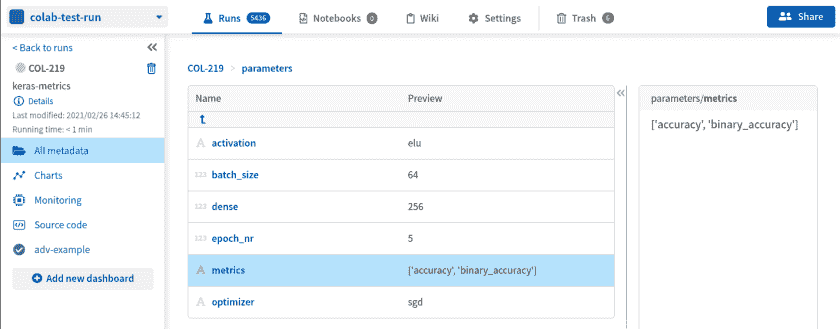 colab-test-run
Runs 5436
Notebooks 0
Wiki
Settings
Trash 6
Share
< Back to runs
COL-219
keras-metrics
Details
Last modified: 2021/02/26 14:45:12
Running time: < 1 min
All metadata
Charts
Monitoring
Source code
adv-example
Add new dashboard
COL-219 > parameters
Name Preview
A activation elu
123 batch_size 64
123 dense 256
123 epoch_nr 5
A metrics ['accuracy', 'binary_accuracy']
A optimizer sgd
parameters/metrics
['accuracy', 'binary_accuracy']